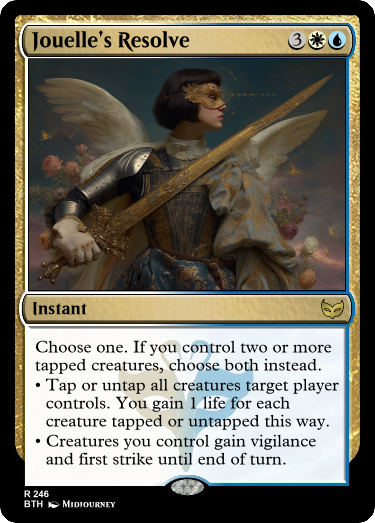 Jouelle's Resolve 3
Instant
Choose one. If you control two or more
tapped creatures, choose both instead.
• Tap or untap all creatures target player
controls. You gain 1 life for each
creature tapped or untapped this way.
• Creatures you control gain vigilance
and first strike until end of turn.
R 246
BTH Midjourney